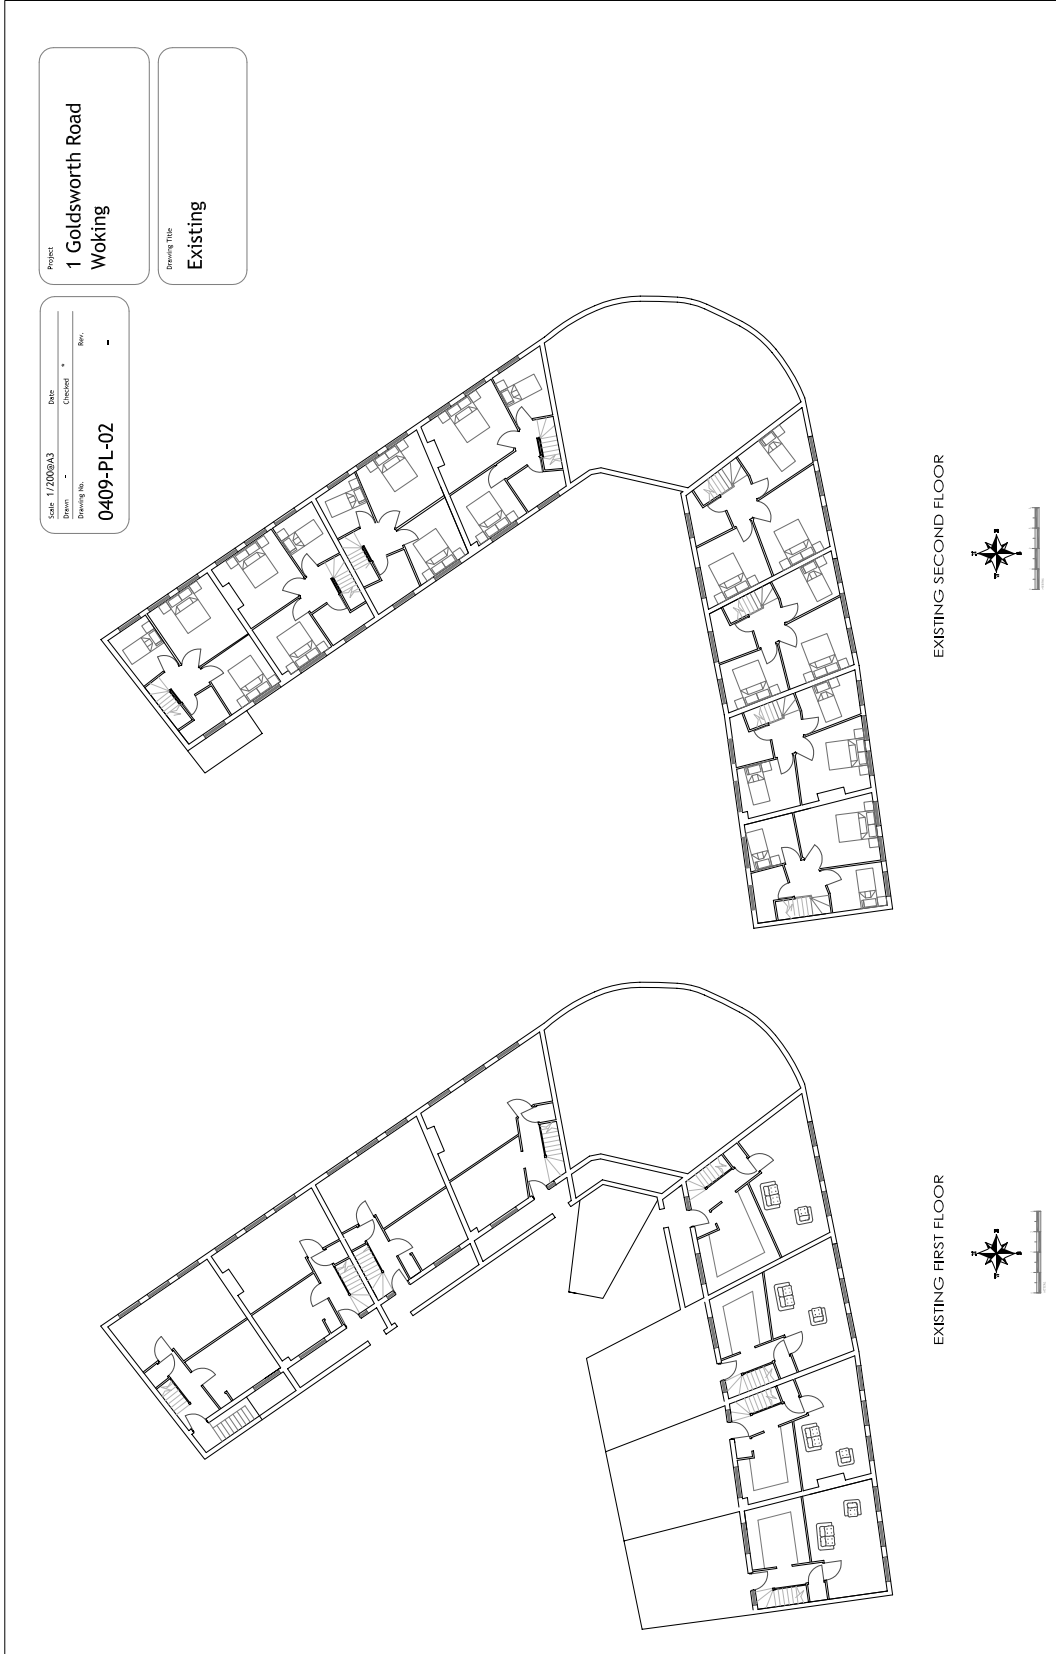 Project
1 Goldsworth Road
Woking
Drawing Title
Existing
Scale 1/200@A3 Date
Drawn - Checked *
Drawing No. Rev.
0409-PL-02 -
EXISTING FIRST FLOOR
EXISTING SECOND FLOOR